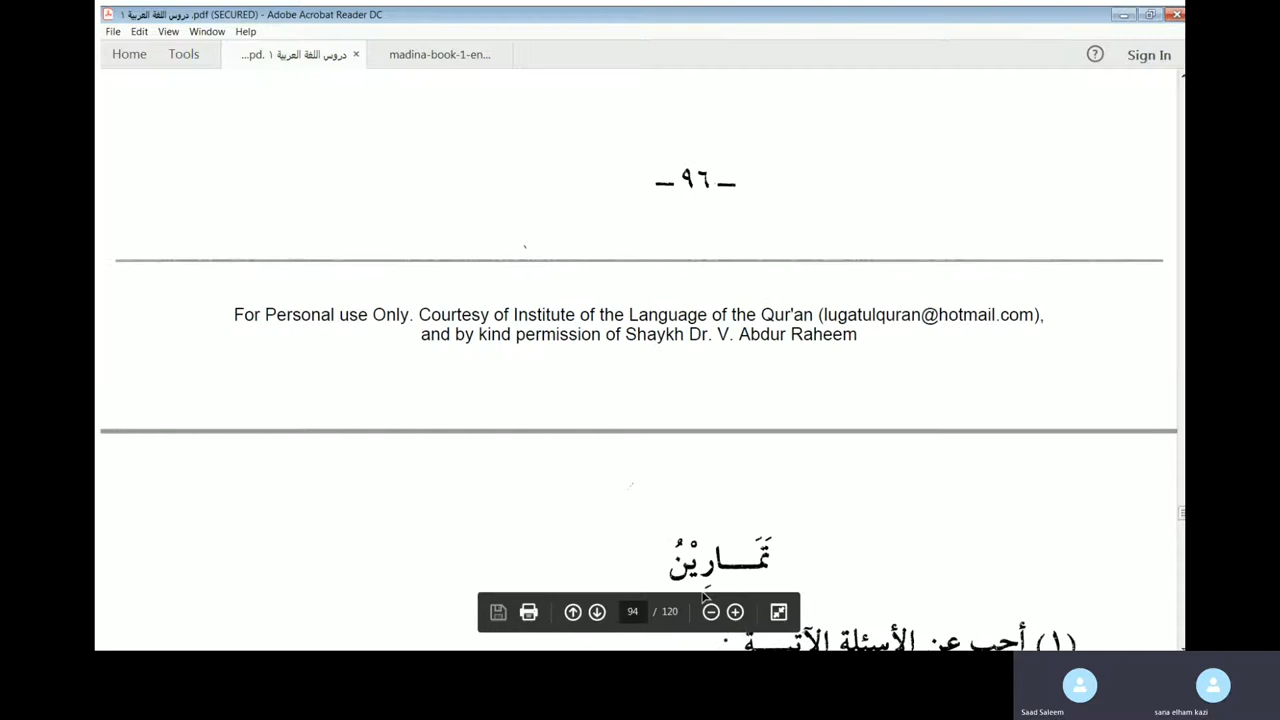 دروس اللغة العربية ١ .pdf (SECURED) - Adobe Acrobat Reader DC
File Edit View Window Help
Home Tools دروس اللغة العربية ١ .pd... × madina-book-1-en... ? Sign In
– ٩٦ –
For Personal use Only. Courtesy of Institute of the Language of the Qur'an (lugatulquran@hotmail.com),
and by kind permission of Shaykh Dr. V. Abdur Raheem
تَمَـــارِيْنُ
94 / 120
(١) أجب عن الأسئلة الآتيـــة :
Saad Saleem
sana elham kazi